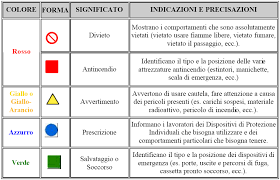 COLORE FORMA SIGNIFICATO INDICAZIONI E PRECISAZIONI
Rosso
Divieto
Mostrano i comportamenti che sono assolutamente
vietati (vietato usare fiamme libere, vietato fumare,
vietato il passaggio, ecc.).
Antincendio
Identificano il tipo e la posizione delle varie
attrezzature antincendio (estintori, manichette,
scala di emergenza, ecc.)
Giallo o
Giallo-
Arancio
Avvertimento
Avvertono di usare cautela, fare attenzione a causa
dei pericoli presenti (es. carichi sospesi, materiale
radioattivo, pericolo di incendio, ecc.)
Azzurro
Prescrizione
Informano i lavoratori dei Dispositivi di Protezione
Individuali che bisogna utilizzare e dei
comportamenti particolari che bisogna tenere.
Verde
Salvataggio o
Soccorso
Identificano il tipo e la posizione dei dispositivi di
emergenza (es. porte, uscite e percorsi di fuga,
cassetta pronto soccorso, ecc.)